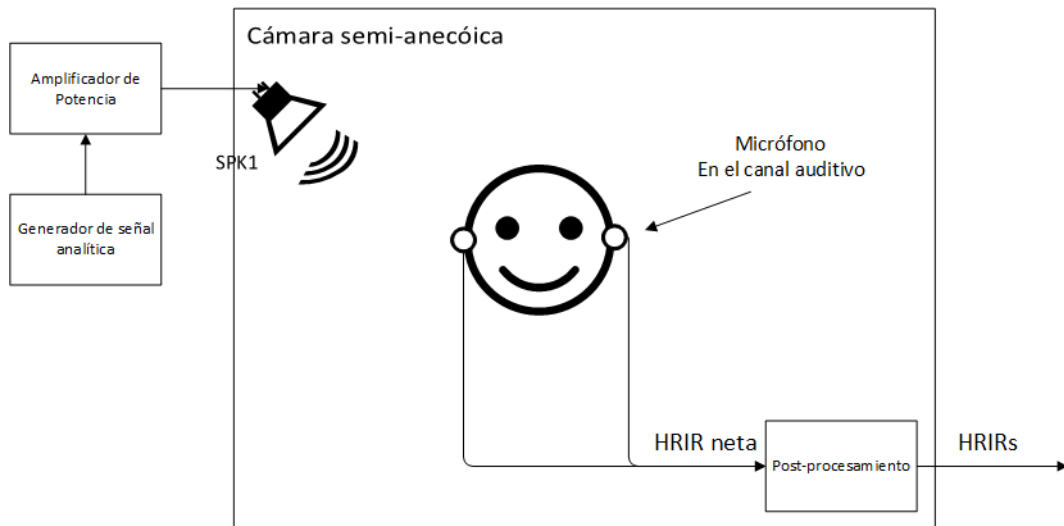 Cámara semi-anecóica
Amplificador de
Potencia
SPK1
Micrófono
En el canal auditivo
Generador de señal
analítica
HRIR neta
HRIRs
Post-procesamiento